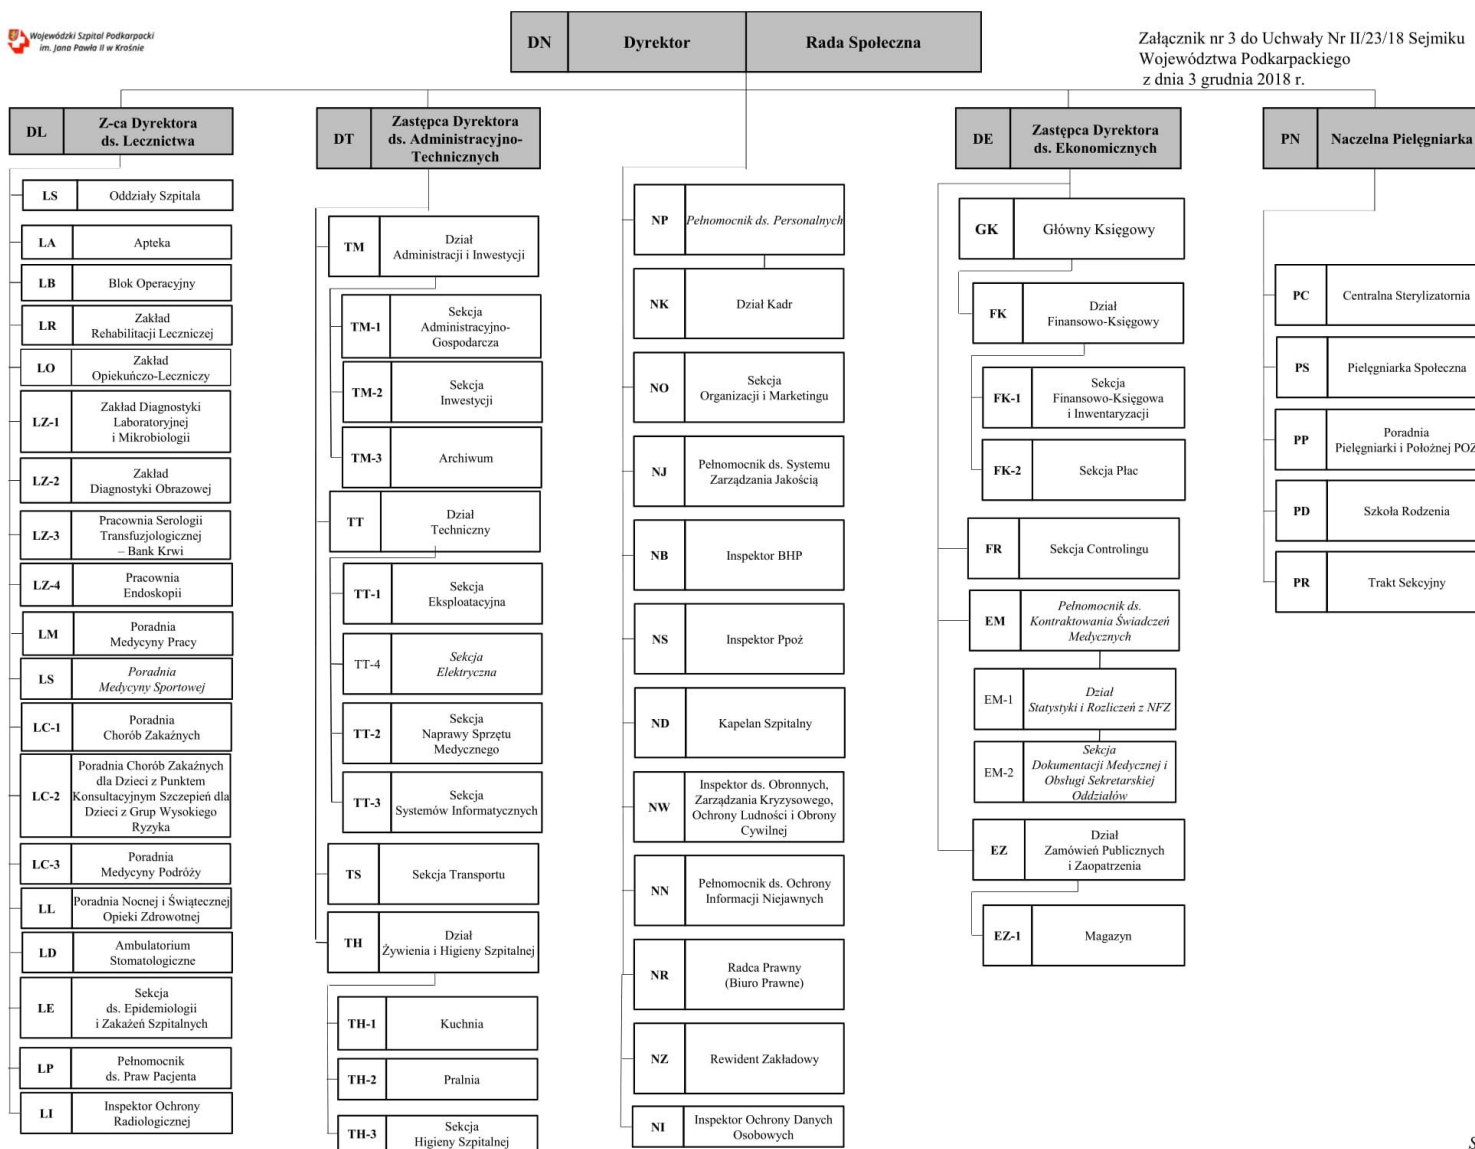 Wojewódzki Szpital Podkarpacki
im. Jana Pawła II w Krośnie
DN
Dyrektor
Rada Społeczna
Załącznik nr 3 do Uchwały Nr II/23/18 Sejmiku
Województwa Podkarpackiego
z dnia 3 grudnia 2018 r.
DL
Z-ca Dyrektora
ds. Lecznictwa
LS
Oddziały Szpitala
LA
Apteka
LB
Blok Operacyjny
LR
Zakład
Rehabilitacji Leczniczej
LO
Zakład
Opiekuńczo-Leczniczy
LZ-1
Zakład Diagnostyki
Laboratoryjnej
i Mikrobiologii
LZ-2
Zakład
Diagnostyki Obrazowej
LZ-3
Pracownia Serologii
Transfuzjologicznej
– Bank Krwi
LZ-4
Pracownia
Endoskopii
LM
Poradnia
Medycyny Pracy
LS
Poradnia
Medycyny Sportowej
LC-1
Poradnia
Chorób Zakaźnych
LC-2
Poradnia Chorób Zakaźnych
dla Dzieci z Punktem
Konsultacyjnym Szczepień dla
Dzieci z Grup Wysokiego
Ryzyka
LC-3
Poradnia
Medycyny Podróży
LL
Poradnia Nocnej i Świątecznej
Opieki Zdrowotnej
LD
Ambulatorium
Stomatologiczne
LE
Sekcja
ds. Epidemiologii
i Zakażeń Szpitalnych
LP
Pełnomocnik
ds. Praw Pacjenta
LI
Inspektor Ochrony
Radiologicznej
DT
Zastępca Dyrektora
ds. Administracyjno-
Technicznych
TM
Dział
Administracji i Inwestycji
TM-1
Sekcja
Administracyjno-
Gospodarcza
TM-2
Sekcja
Inwestycji
TM-3
Archiwum
TT
Dział
Techniczny
TT-1
Sekcja
Eksploatacyjna
TT-4
Sekcja
Elektryczna
TT-2
Sekcja
Naprawy Sprzętu
Medycznego
TT-3
Sekcja
Systemów Informatycznych
TS
Sekcja Transportu
TH
Dział
Żywienia i Higieny Szpitalnej
TH-1
Kuchnia
TH-2
Pralnia
TH-3
Sekcja
Higieny Szpitalnej
NP
Pełnomocnik ds. Personalnych
NK
Dział Kadr
NO
Sekcja
Organizacji i Marketingu
NJ
Pełnomocnik ds. Systemu
Zarządzania Jakością
NB
Inspektor BHP
NS
Inspektor Ppoż
ND
Kapelan Szpitalny
NW
Inspektor ds. Obronnych,
Zarządzania Kryzysowego,
Ochrony Ludności i Obrony
Cywilnej
NN
Pełnomocnik ds. Ochrony
Informacji Niejawnych
NR
Radca Prawny
(Biuro Prawne)
NZ
Rewident Zakładowy
NI
Inspektor Ochrony Danych
Osobowych
DE
Zastępca Dyrektora
ds. Ekonomicznych
GK
Główny Księgowy
FK
Dział
Finansowo-Księgowy
FK-1
Sekcja
Finansowo-Księgowa
i Inwentaryzacji
FK-2
Sekcja Płac
FR
Sekcja Controlingu
EM
Pełnomocnik ds.
Kontraktowania Świadczeń
Medycznych
EM-1
Dział
Statystyki i Rozliczeń z NFZ
EM-2
Sekcja
Dokumentacji Medycznej i
Obsługi Sekretarskiej
Oddziałów
EZ
Dział
Zamówień Publicznych
i Zaopatrzenia
EZ-1
Magazyn
PN
Naczelna Pielęgniarka
PC
Centralna Sterylizatornia
PS
Pielęgniarka Społeczna
PP
Poradnia
Pielęgniarki i Położnej POZ
PD
Szkoła Rodzenia
PR
Trakt Sekcyjny
S